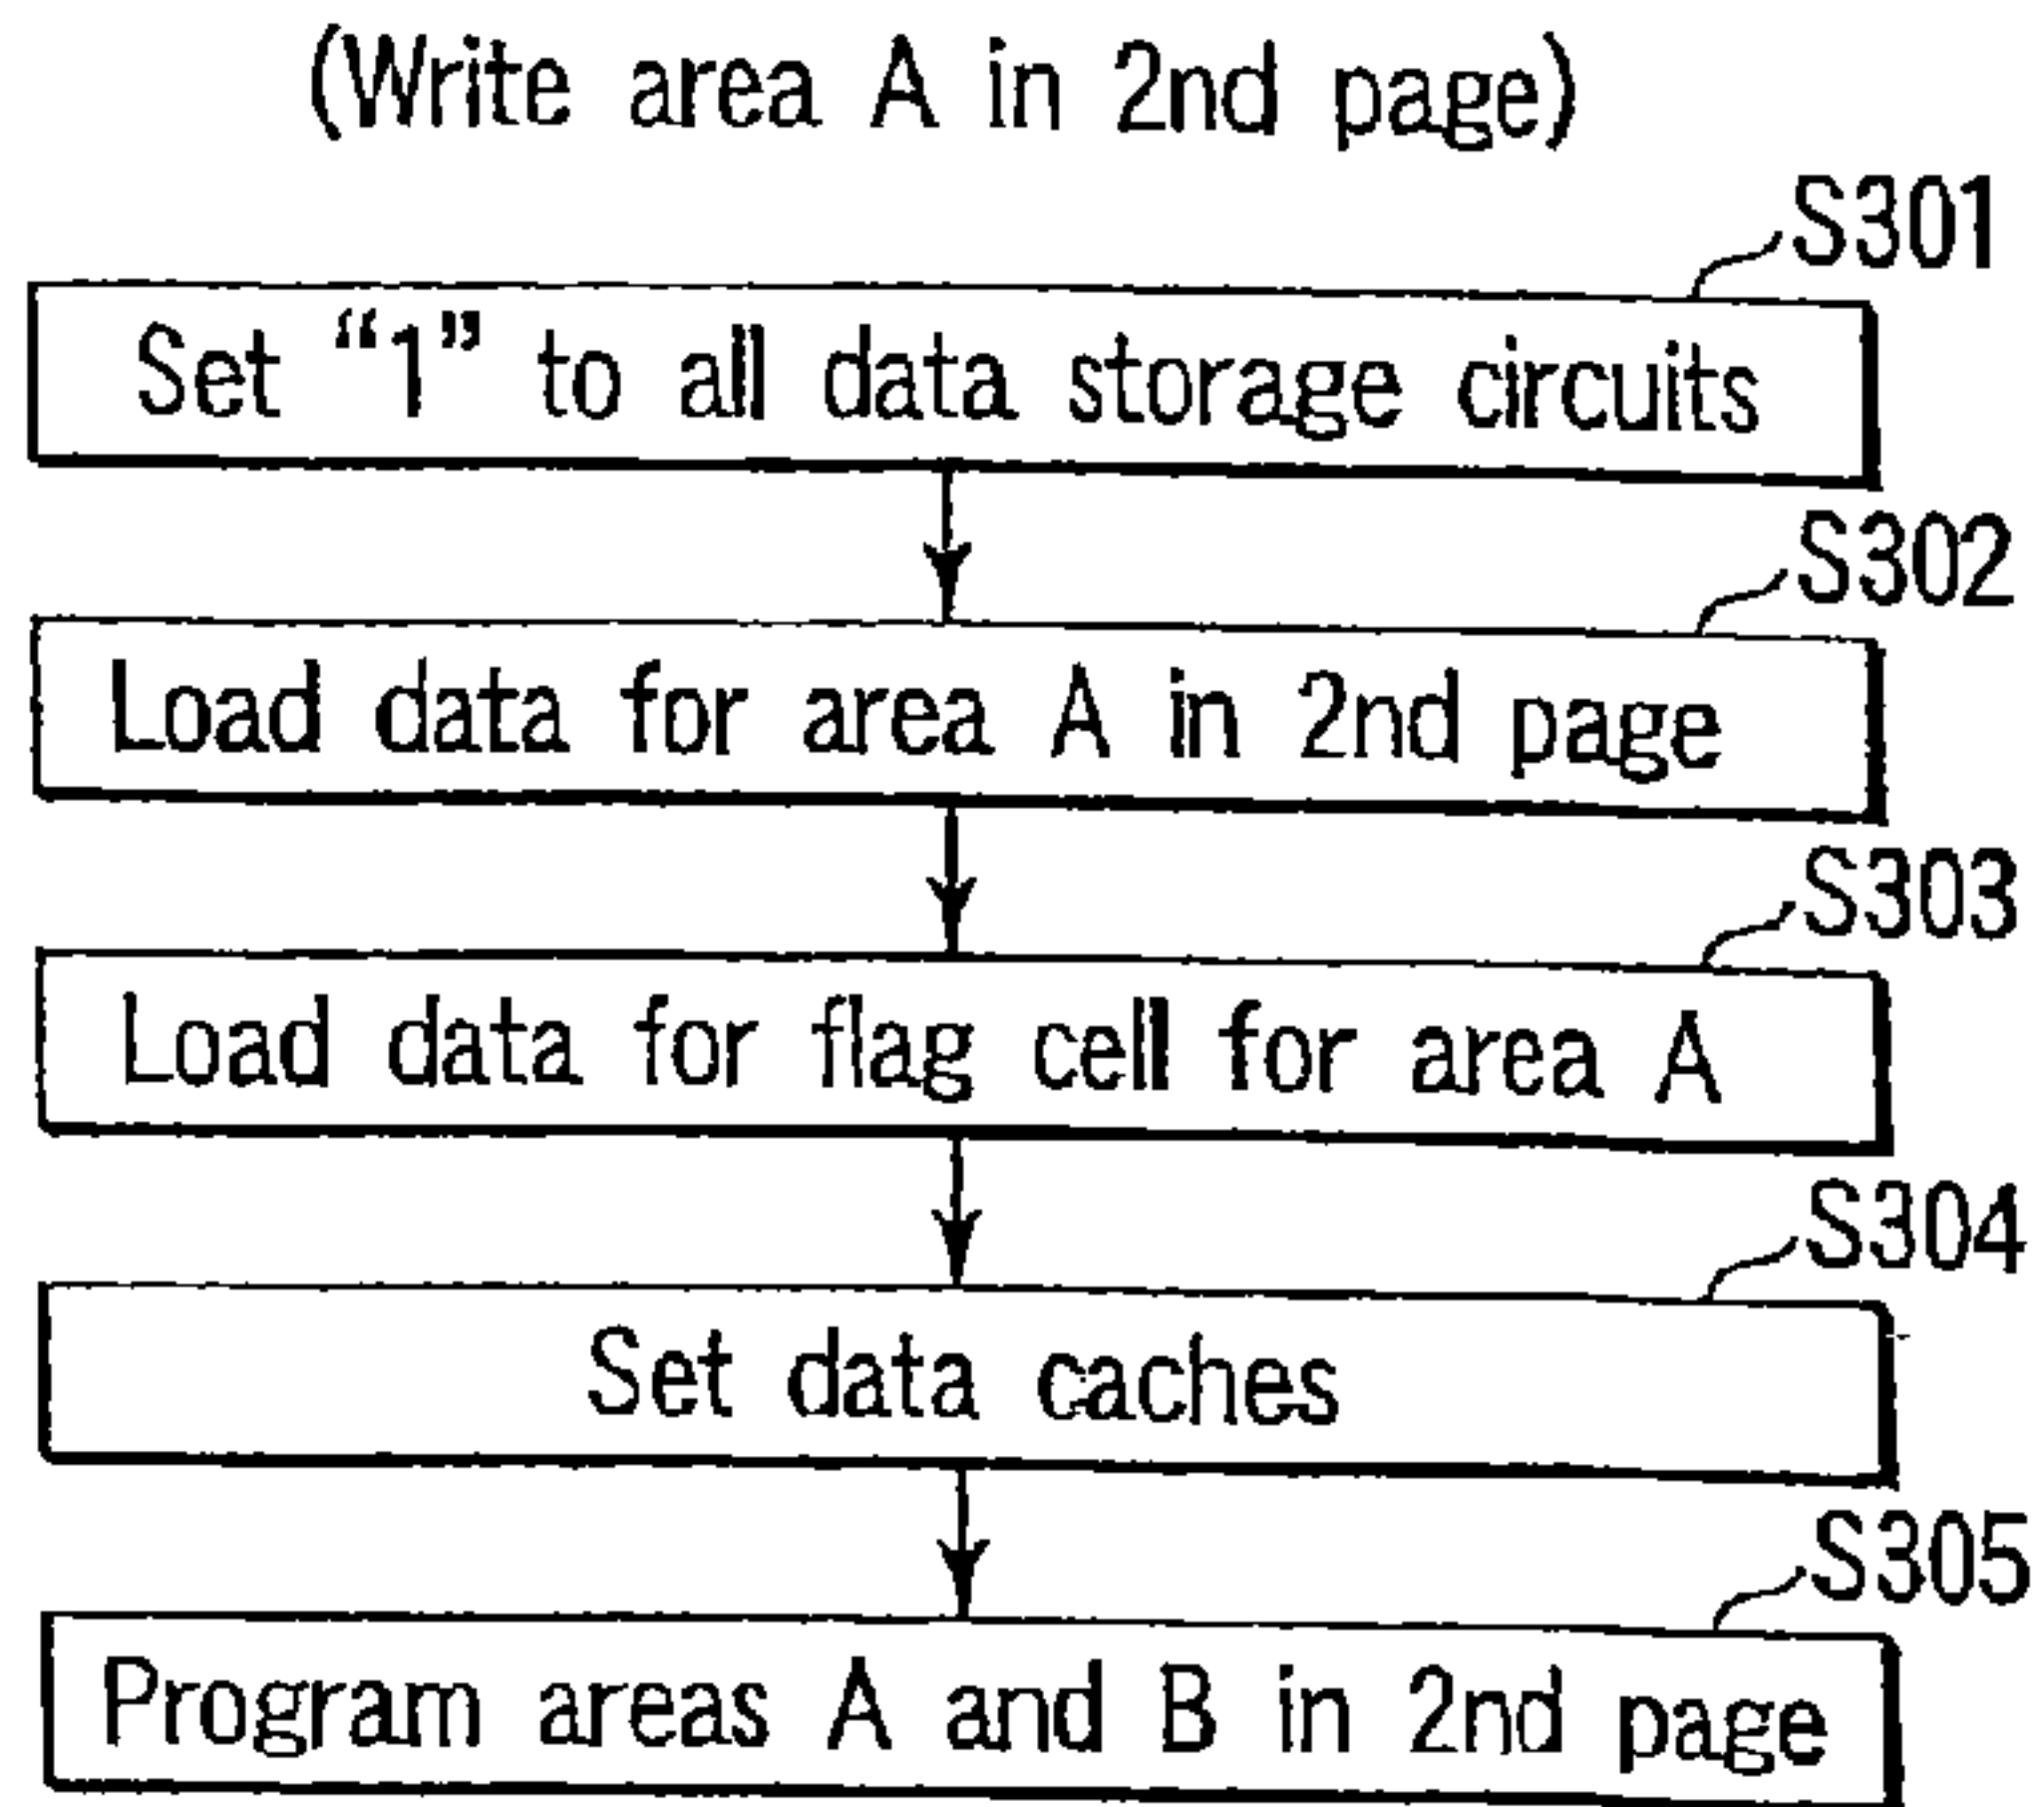 (Write area A in 2nd page)
S301
Set “1” to all data storage circuits
S302
Load data for area A in 2nd page
S303
Load data for flag cell for area A
S304
Set data caches
S305
Program areas A and B in 2nd page